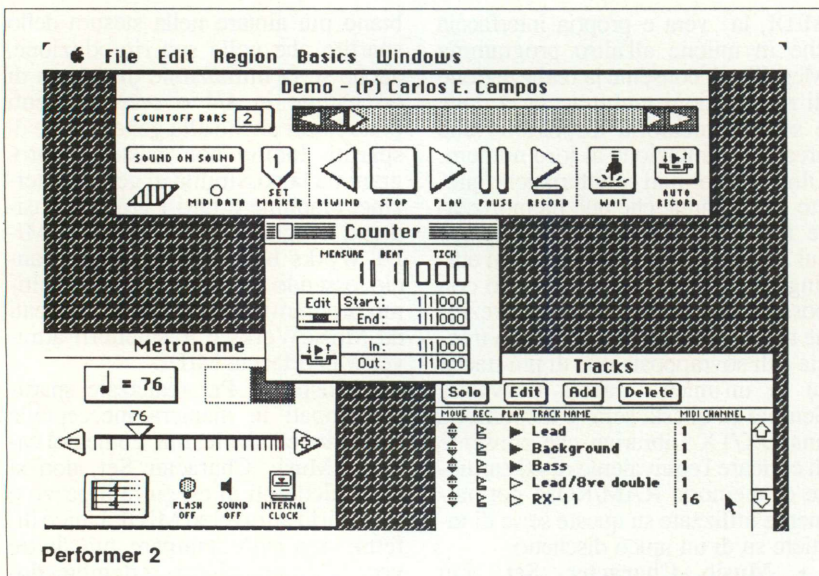 File Edit Region Basics Windows
Demo - (P) Carlos E. Campos
COUNTOFF BARS 2
SOUND ON SOUND
MIDI DATA
1
SET MARKER
REWIND STOP PLAY PAUSE RECORD
WAIT
AUTO RECORD
Counter
MEASURE BEAT TICK
1|1|000
Edit Start: 1|1|000
End: 1|1|000
In: 1|1|000
Out: 1|1|000
Metronome
♩ = 76
76
4
4
FLASH OFF
SOUND OFF
INTERNAL CLOCK
Tracks
Solo Edit Add Delete
MOVE REC. PLAY TRACK NAME MIDI CHANNEL
Lead 1
Background 1
Bass 1
Lead/8ve double 1
RX-11 16
Performer 2